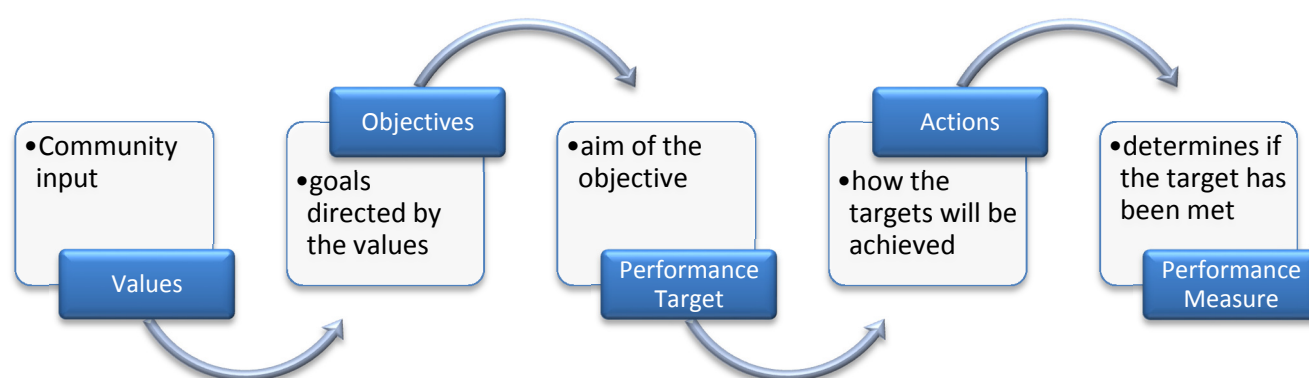 •Community
input
Values
Objectives
•goals
directed by
the values
•aim of the
objective
Performance
Target
Actions
•how the
targets will be
achieved
•determines if
the target has
been met
Performance
Measure